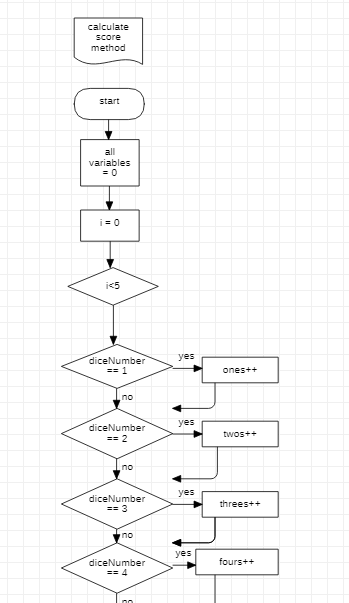 calculate
score
method
start
all
variables
= 0
i = 0
i<5
diceNumber
== 1
yes
ones++
no
diceNumber
== 2
yes
twos++
no
diceNumber
== 3
yes
threes++
no
diceNumber
== 4
yes
fours++
no